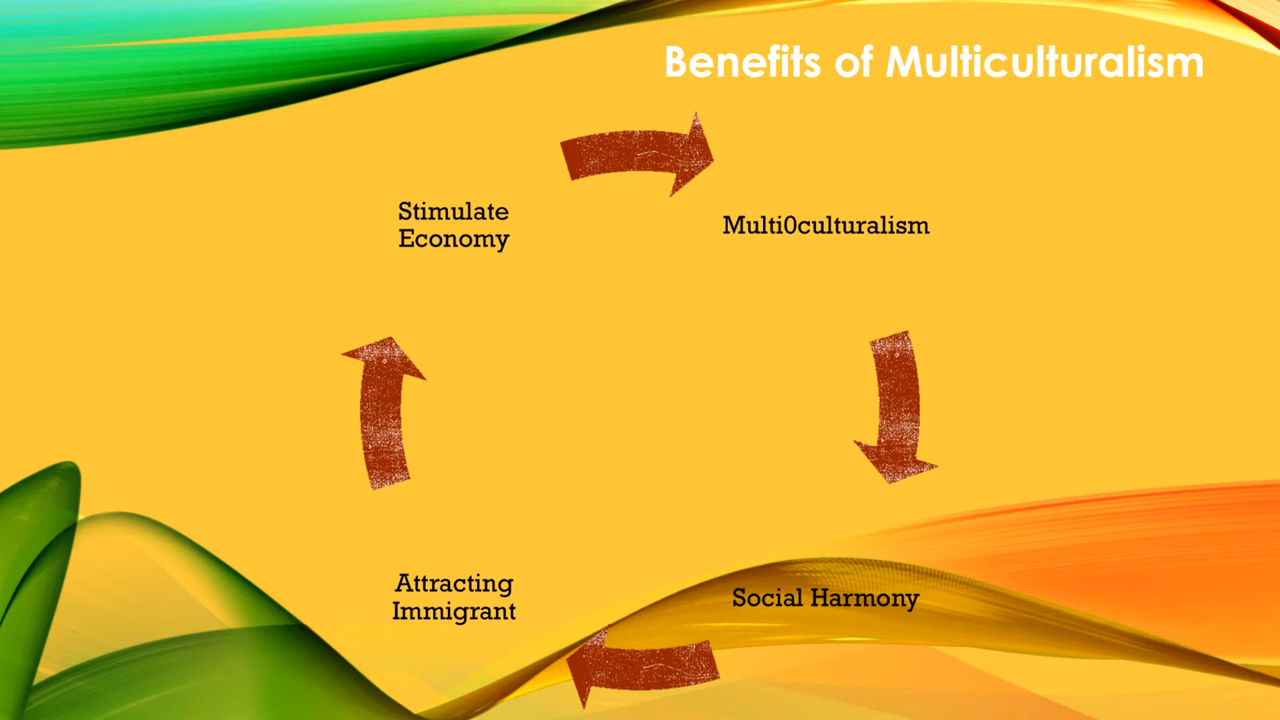 Benefits of Multiculturalism
Stimulate
Economy
Multi0culturalism
Attracting
Immigrant
Social Harmony